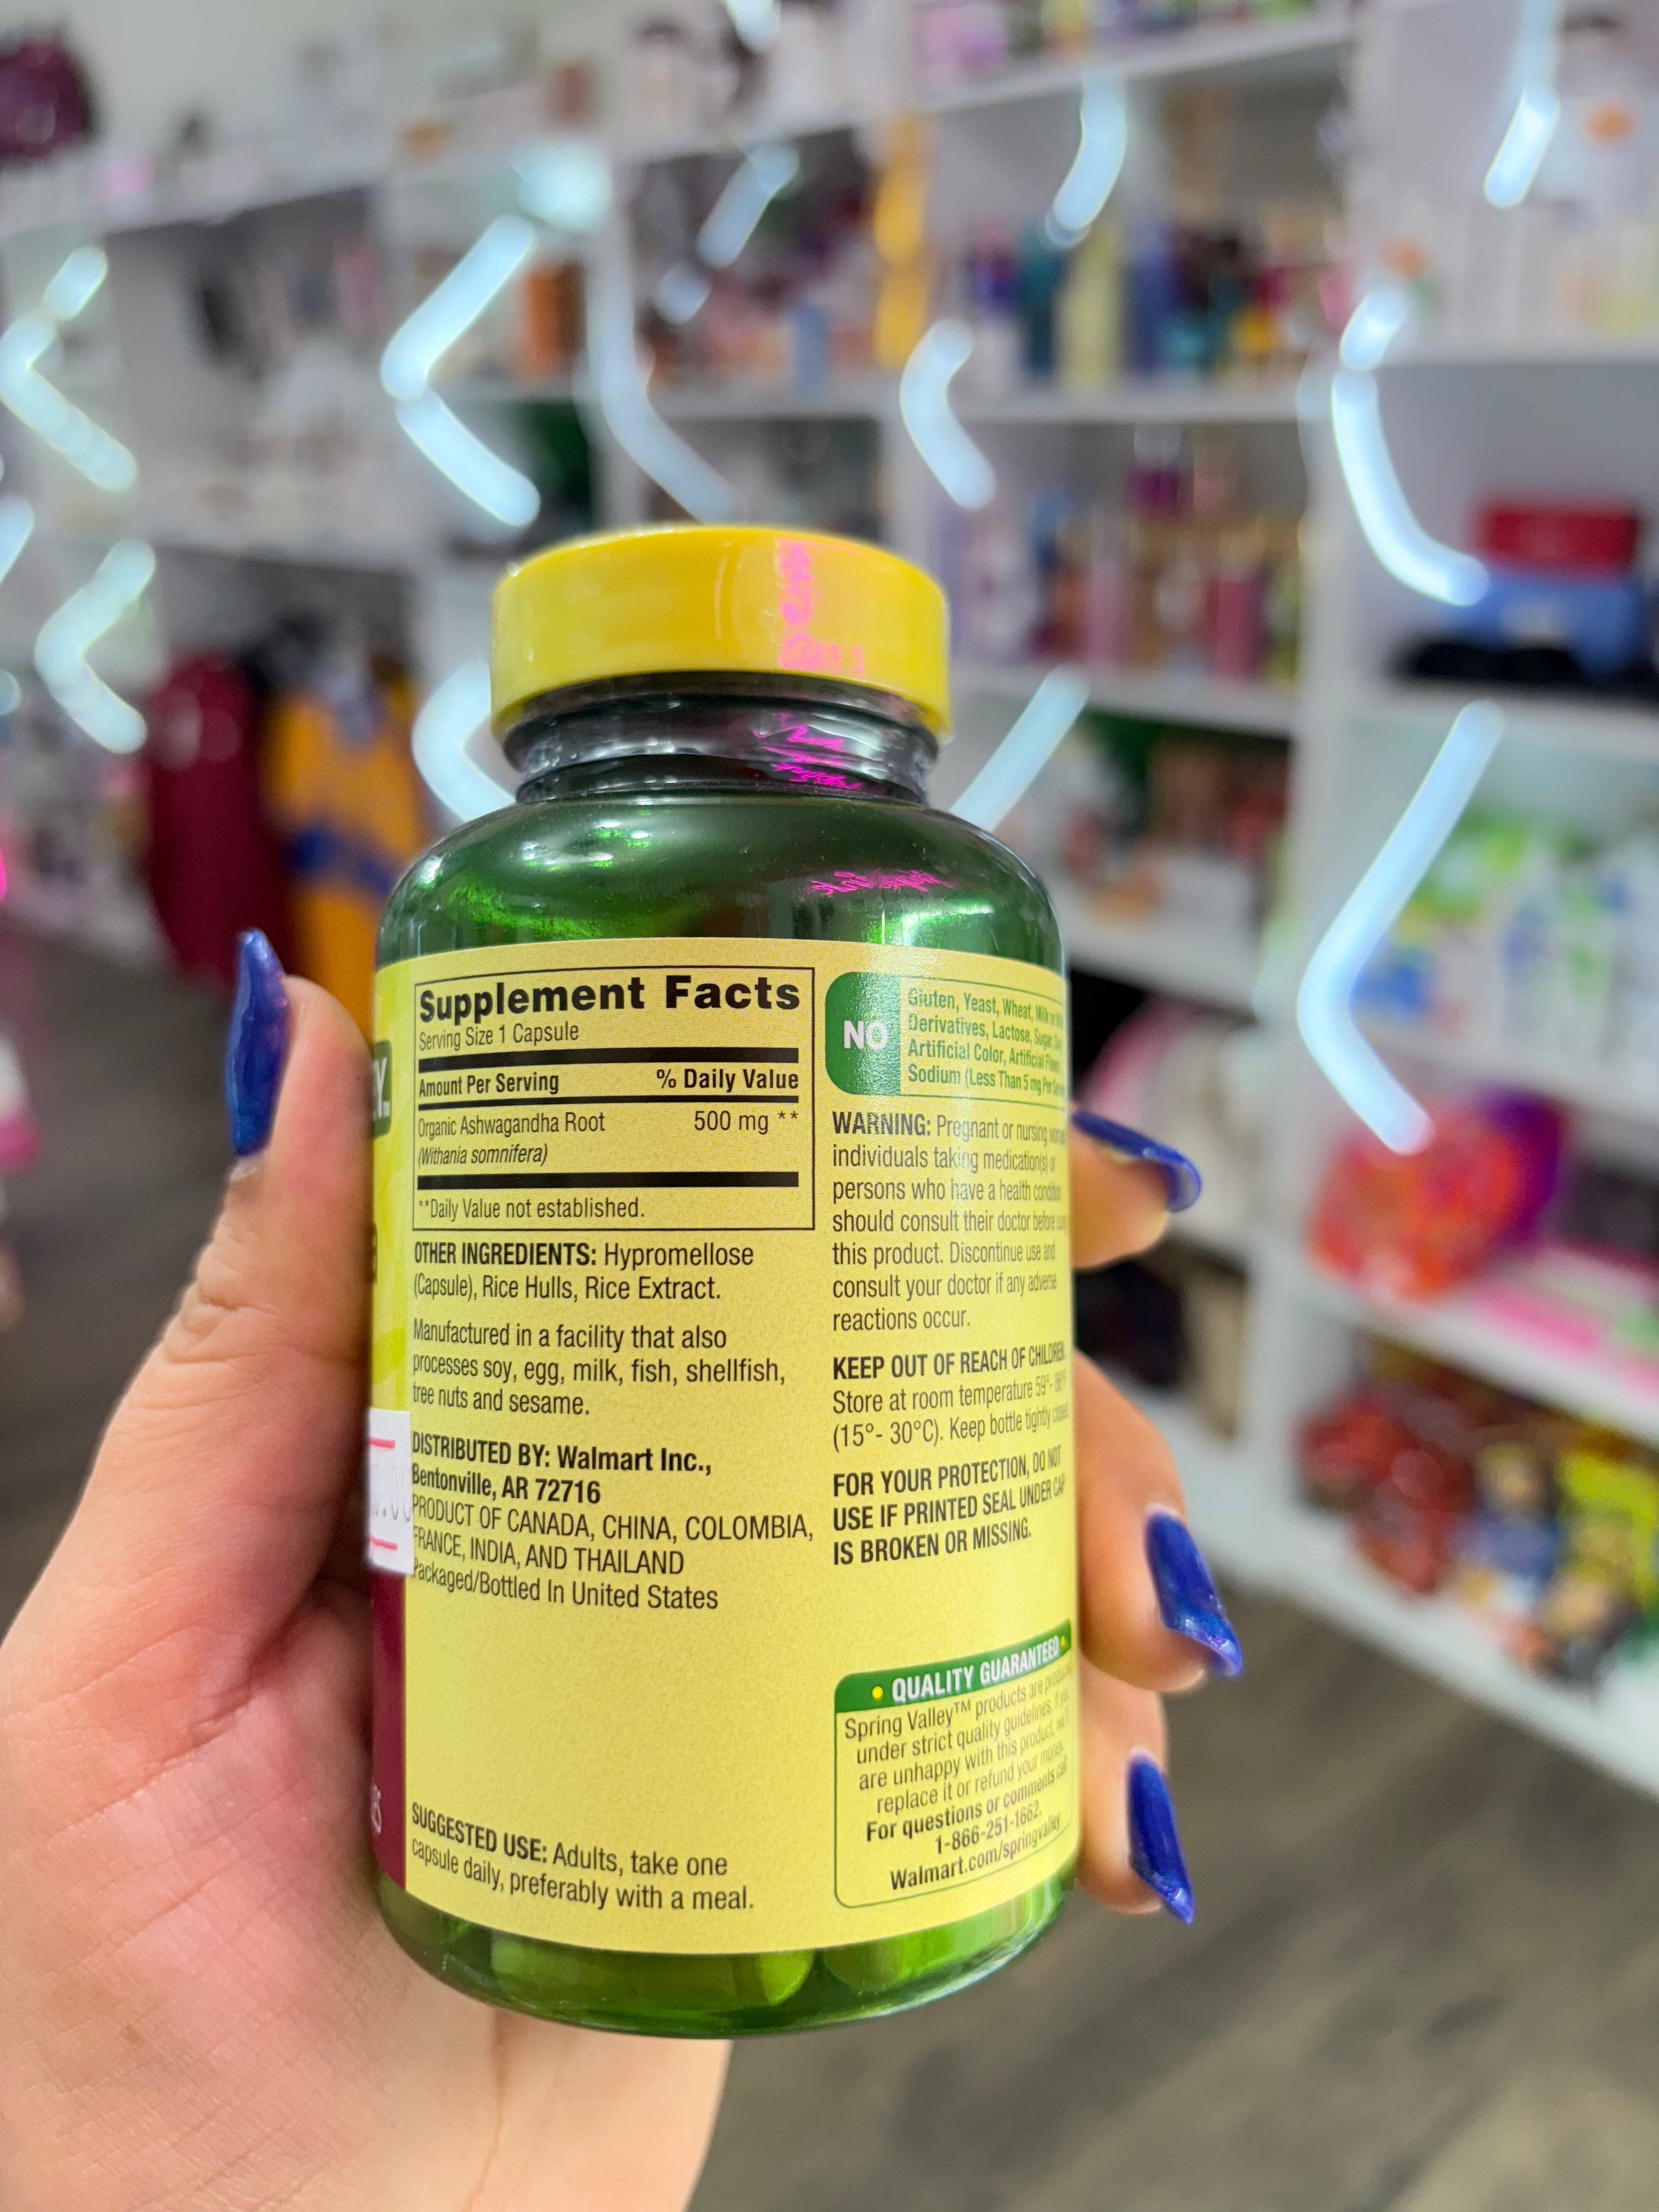 Supplement Facts
Serving Size 1 Capsule
Amount Per Serving % Daily Value
Organic Ashwagandha Root 500 mg **
(Withania somnifera)
**Daily Value not established.
OTHER INGREDIENTS: Hypromellose
(Capsule), Rice Hulls, Rice Extract.
Manufactured in a facility that also
processes soy, egg, milk, fish, shellfish,
tree nuts and sesame.
DISTRIBUTED BY: Walmart Inc.,
Bentonville, AR 72716
PRODUCT OF CANADA, CHINA, COLOMBIA,
FRANCE, INDIA, AND THAILAND
Packaged/Bottled In United States
SUGGESTED USE: Adults, take one
capsule daily, preferably with a meal.
NO
Gluten, Yeast, Wheat, Milk or
Derivatives, Lactose, Sugar,
Artificial Color, Artificial
Sodium (Less Than 5 mg Per
WARNING: Pregnant or nursing
individuals taking medication(s) or
persons who have a health condition
should consult their doctor before
this product. Discontinue use and
consult your doctor if any adverse
reactions occur.
KEEP OUT OF REACH OF CHILDREN.
Store at room temperature 59°- 86°F
(15°- 30°C). Keep bottle tightly
FOR YOUR PROTECTION, DO NOT
USE IF PRINTED SEAL UNDER CAP
IS BROKEN OR MISSING.
• QUALITY GUARANTEED •
Spring Valley™ products are
under strict quality guidelines. If you
are unhappy with this product, we'll
replace it or refund your money.
For questions or comments call
1-866-251-1662.
Walmart.com/springvalley